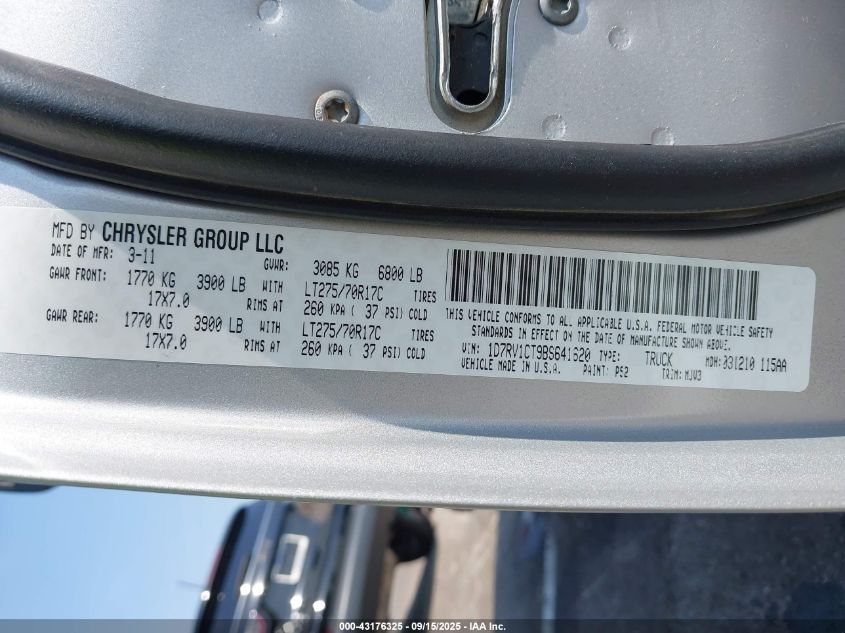 MFD BY CHRYSLER GROUP LLC
DATE OF MFR: 3-11 GVWR: 3085 KG 6800 LB
GAWR FRONT: 1770 KG 3900 LB WITH LT275/70R17C TIRES
17X7.0 RIMS AT 260 KPA ( 37 PSI) COLD
GAWR REAR: 1770 KG 3900 LB WITH LT275/70R17C TIRES
17X7.0 RIMS AT 260 KPA ( 37 PSI) COLD
THIS VEHICLE CONFORMS TO ALL APPLICABLE U.S.A. FEDERAL MOTOR VEHICLE SAFETY
STANDARDS IN EFFECT ON THE DATE OF MANUFACTURE SHOWN ABOVE.
VIN: 1D7RV1CT9BS641620 TYPE: TRUCK MDH: 031210 115AA
VEHICLE MADE IN U.S.A. PAINT: PS2 TRIM: MJV3
000-43176325 - 09/15/2025 - IAA Inc.